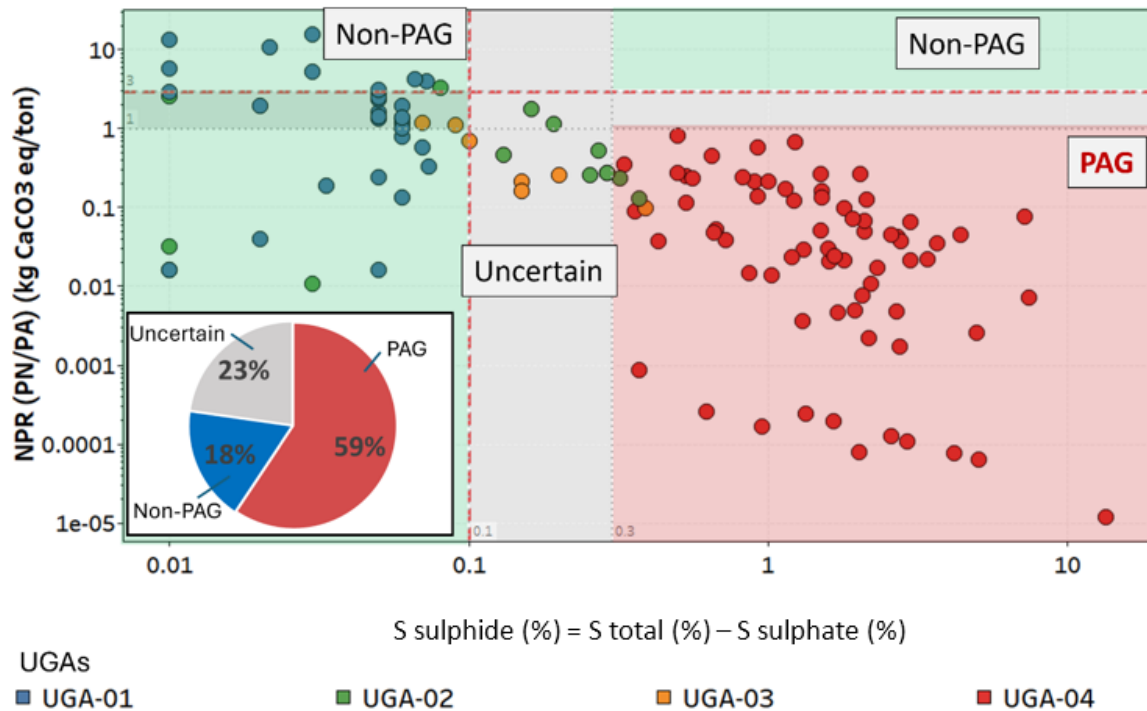 Non-PAG
Non-PAG
10
3
1
1
PAG
0.1
Uncertain
0.01
0.001
0.0001
1e-05
NPR (PN/PA) (kg CaCO3 eq/ton)
Uncertain
PAG
23%
18%
59%
Non-PAG
0.1
0.3
0.01
0.1
1
10
S sulphide (%) = S total (%) – S sulphate (%)
UGAs
UGA-01
UGA-02
UGA-03
UGA-04